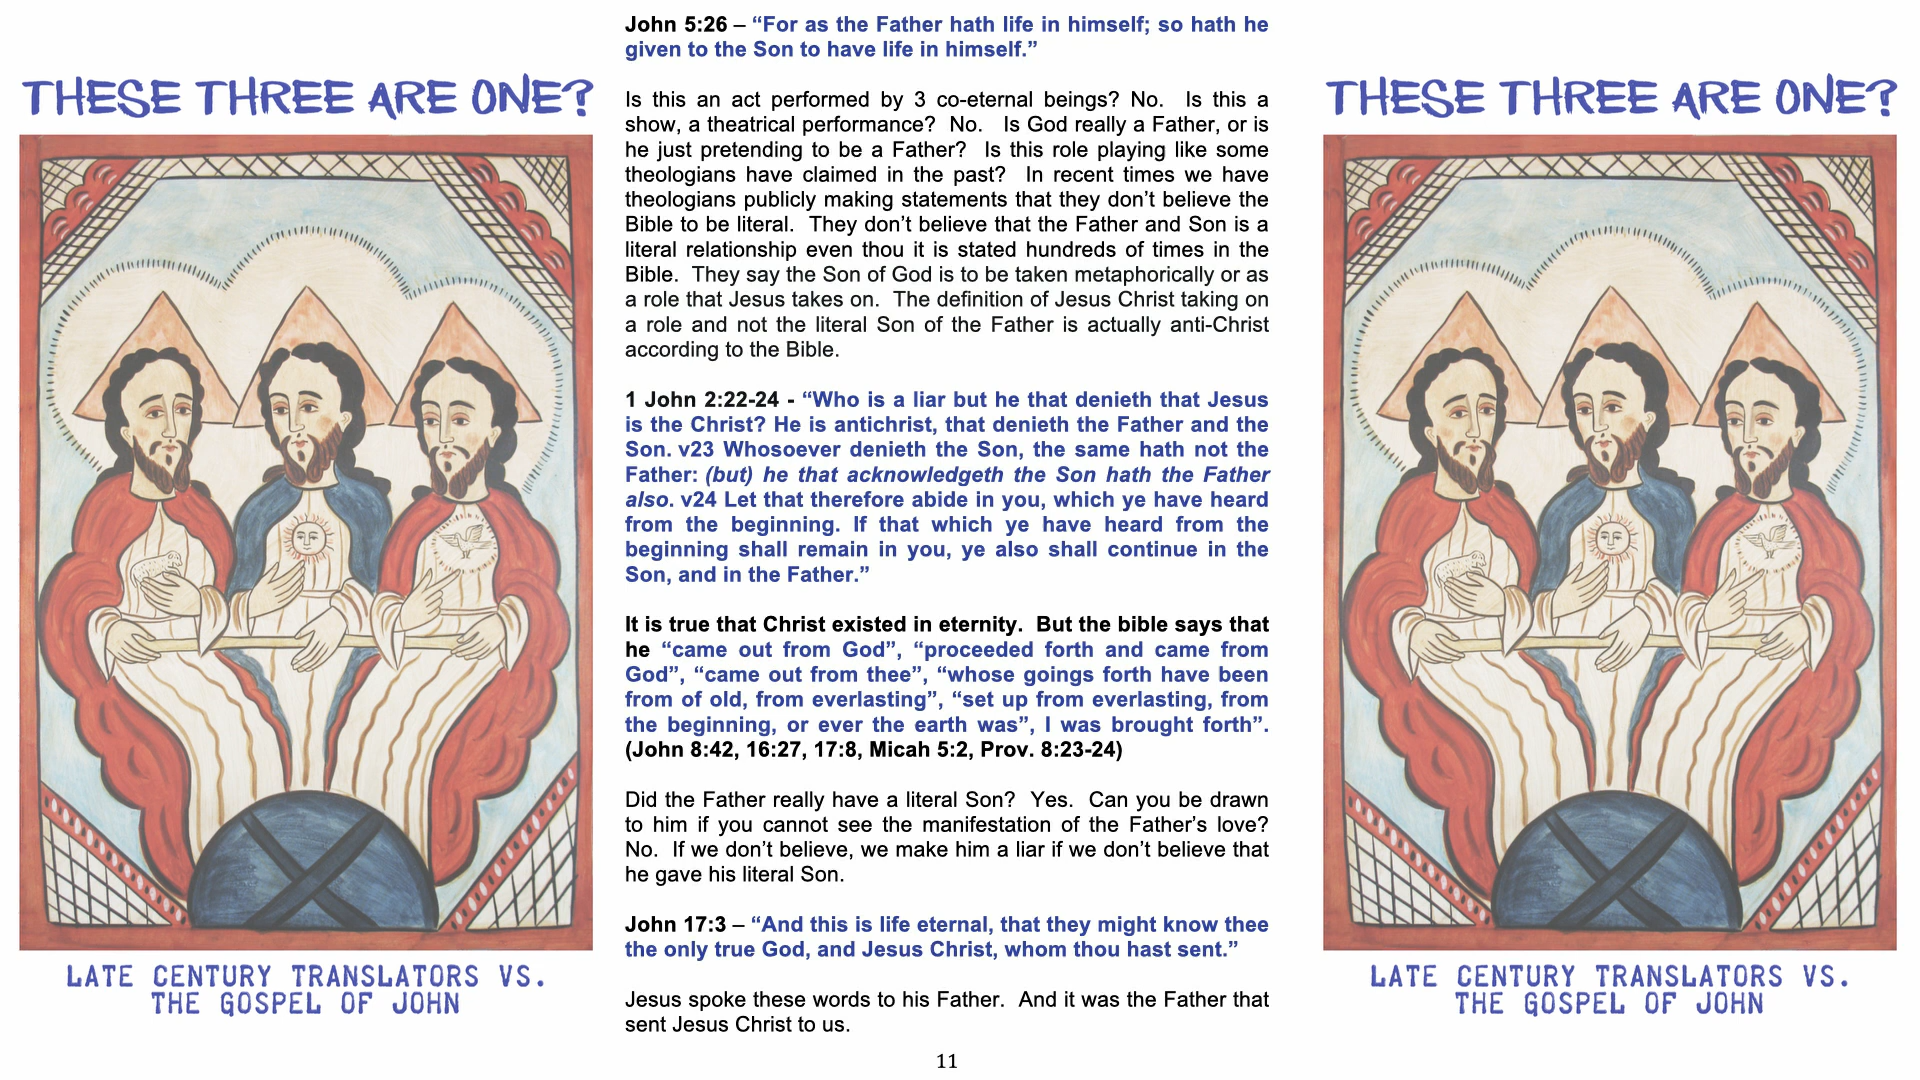 THESE THREE ARE ONE?
LATE CENTURY TRANSLATORS VS.
THE GOSPEL OF JOHN
John 5:26 – “For as the Father hath life in himself; so hath he
given to the Son to have life in himself.”
Is this an act performed by 3 co-eternal beings? No. Is this a
show, a theatrical performance? No. Is God really a Father, or is
he just pretending to be a Father? Is this role playing like some
theologians have claimed in the past? In recent times we have
theologians publicly making statements that they don’t believe the
Bible to be literal. They don’t believe that the Father and Son is a
literal relationship even thou it is stated hundreds of times in the
Bible. They say the Son of God is to be taken metaphorically or as
a role that Jesus takes on. The definition of Jesus Christ taking on
a role and not the literal Son of the Father is actually anti-Christ
according to the Bible.
1 John 2:22-24 - “Who is a liar but he that denieth that Jesus
is the Christ? He is antichrist, that denieth the Father and the
Son. v23 Whosoever denieth the Son, the same hath not the
Father: (but) he that acknowledgeth the Son hath the Father
also. v24 Let that therefore abide in you, which ye have heard
from the beginning. If that which ye have heard from the
beginning shall remain in you, ye also shall continue in the
Son, and in the Father.”
It is true that Christ existed in eternity. But the bible says that
he “came out from God”, “proceeded forth and came from
God”, “came out from thee”, “whose goings forth have been
from of old, from everlasting”, “set up from everlasting, from
the beginning, or ever the earth was”, I was brought forth”.
(John 8:42, 16:27, 17:8, Micah 5:2, Prov. 8:23-24)
Did the Father really have a literal Son? Yes. Can you be drawn
to him if you cannot see the manifestation of the Father’s love?
No. If we don’t believe, we make him a liar if we don’t believe that
he gave his literal Son.
John 17:3 – “And this is life eternal, that they might know thee
the only true God, and Jesus Christ, whom thou hast sent.”
Jesus spoke these words to his Father. And it was the Father that
sent Jesus Christ to us.
11
THESE THREE ARE ONE?
LATE CENTURY TRANSLATORS VS.
THE GOSPEL OF JOHN